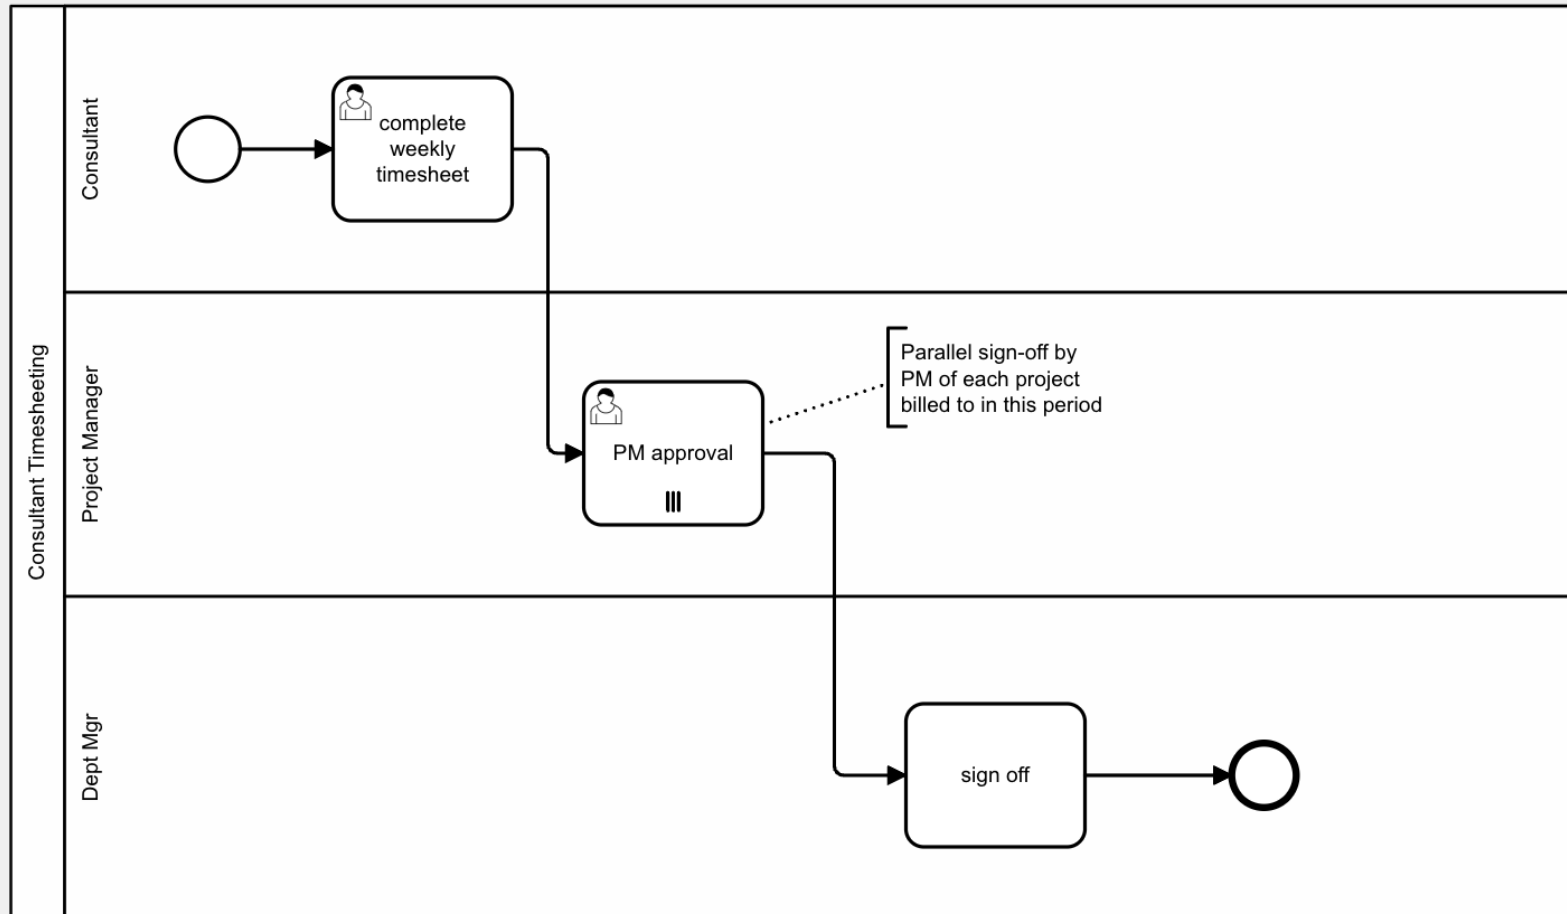 Consultant Timesheeting
Consultant
complete
weekly
timesheet
Project Manager
PM approval
Parallel sign-off by
PM of each project
billed to in this period
Dept Mgr
sign off